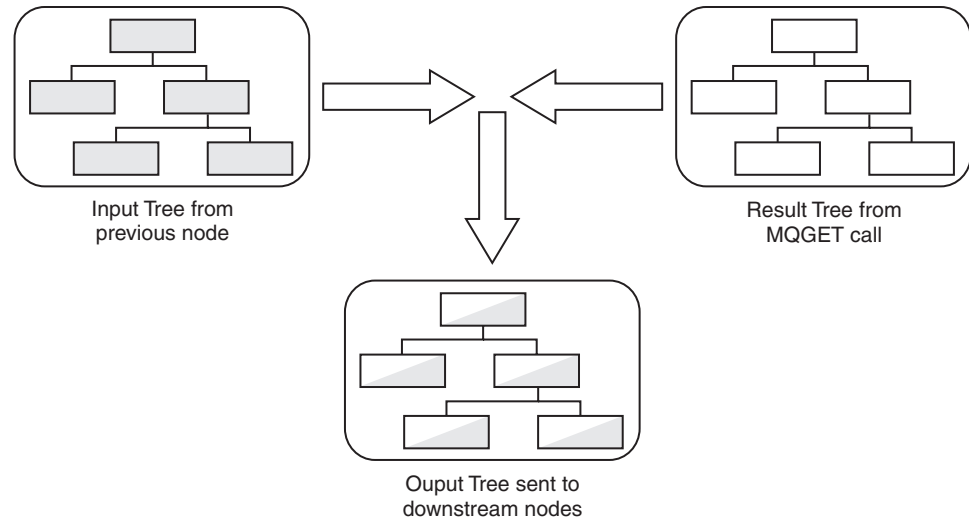 Input Tree from
previous node
Result Tree from
MQGET call
Ouput Tree sent to
downstream nodes